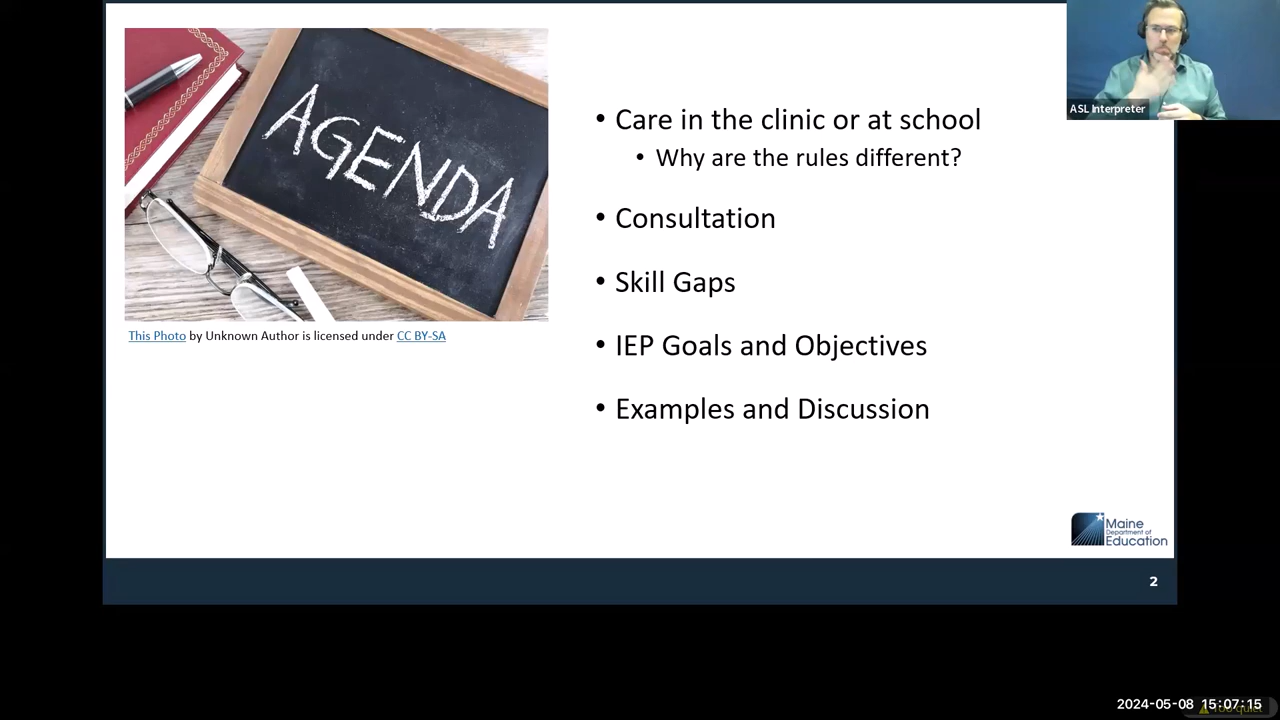 AGENDA
This Photo by Unknown Author is licensed under CC BY-SA
• Care in the clinic or at school
• Why are the rules different?
• Consultation
• Skill Gaps
• IEP Goals and Objectives
• Examples and Discussion
ASL Interpreter
Maine
Department of
Education
2
2024-05-08 15:07:15